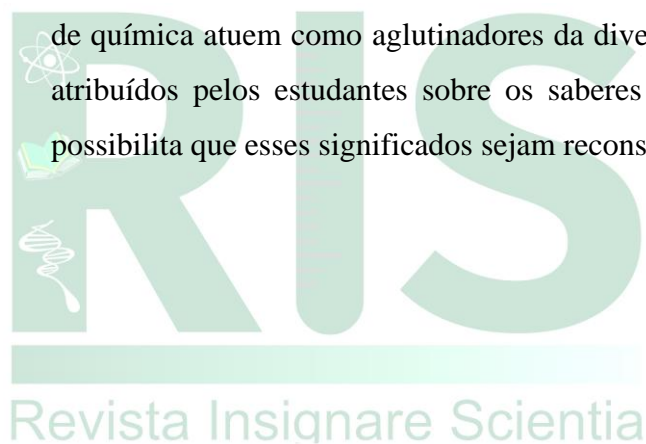 de química atuem como aglutinadores da dive
atribuídos pelos estudantes sobre os saberes
possibilita que esses significados sejam recons
RIS
Revista Insignare Scientia